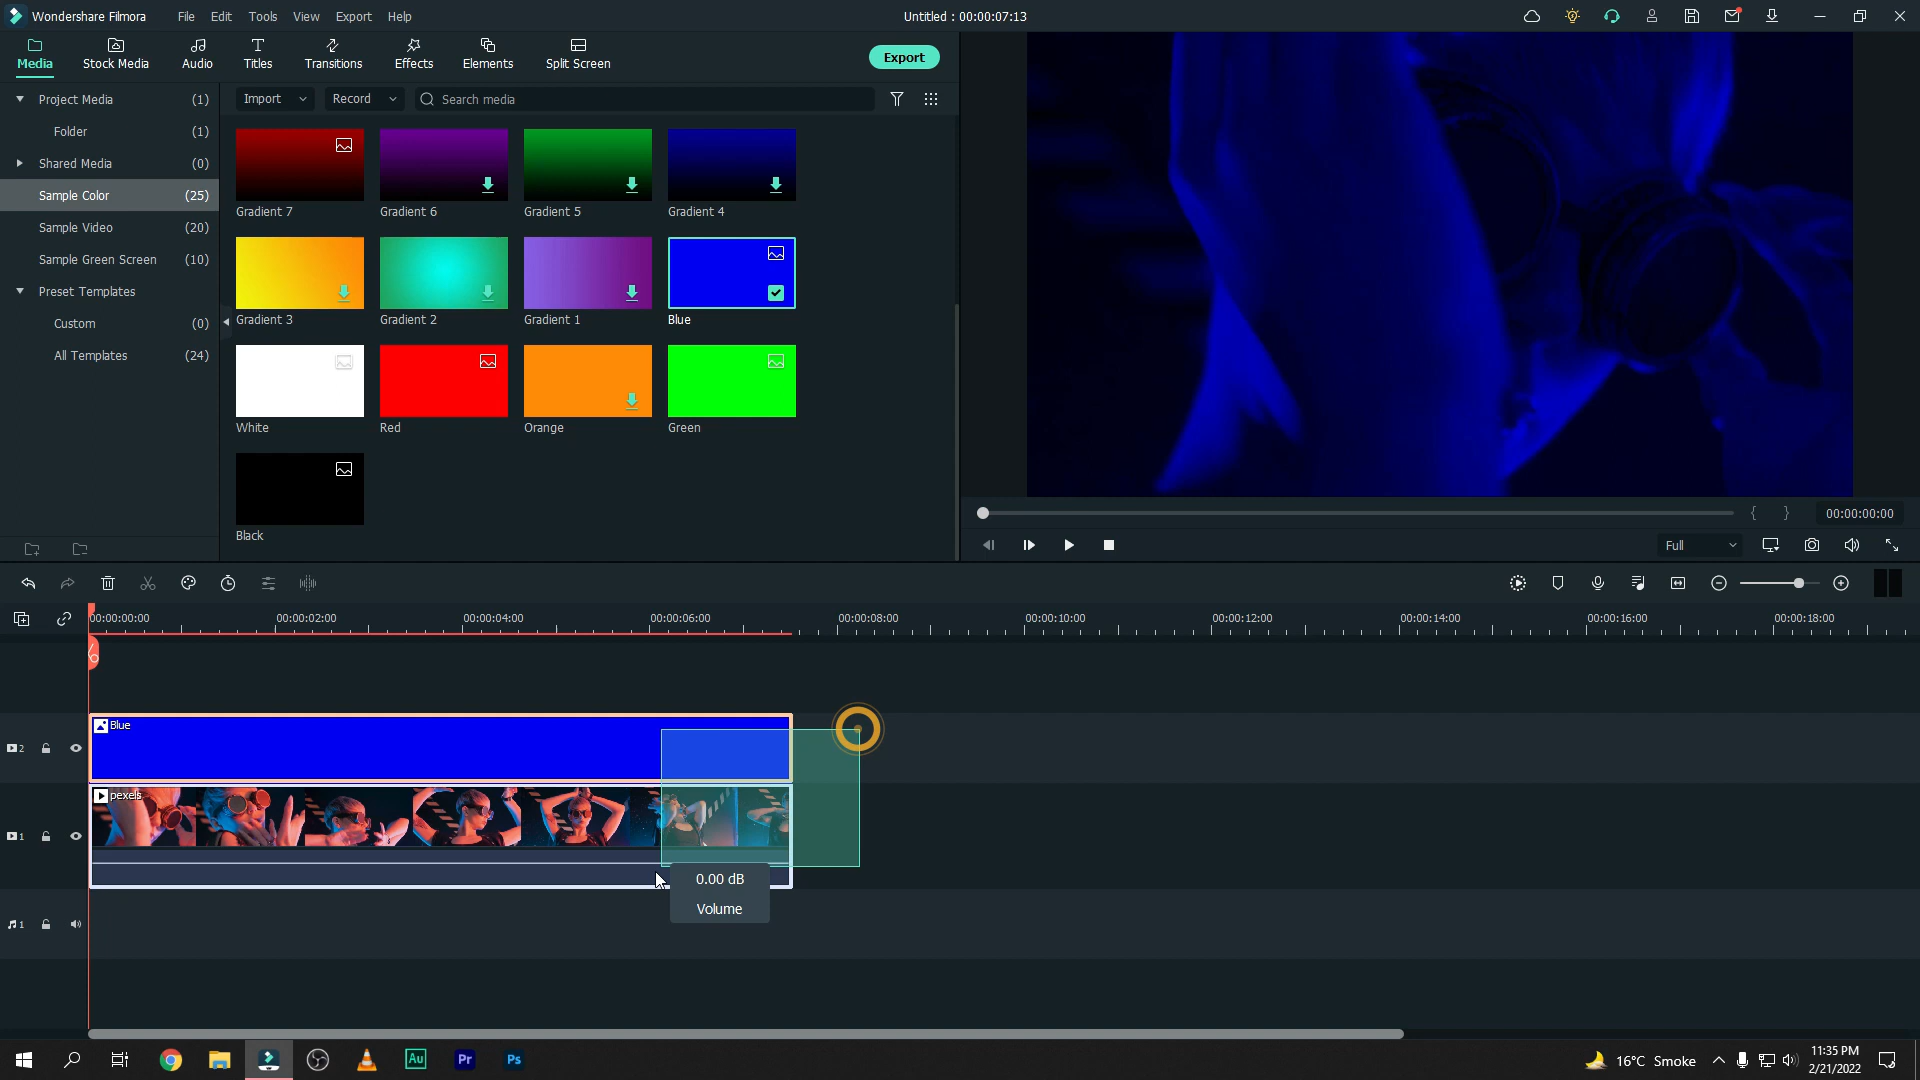 Wondershare Filmora File Edit Tools View Export Help Untitled : 00:00:07:13
Media Stock Media Audio Titles Transitions Effects Elements Split Screen Export
Project Media (1)
Folder (1)
Shared Media (0)
Sample Color (25)
Sample Video (20)
Sample Green Screen (10)
Preset Templates
Custom (0)
All Templates (24)
Import Record Search media
Gradient 7 Gradient 6 Gradient 5 Gradient 4
Gradient 3 Gradient 2 Gradient 1 Blue
White Red Orange Green
Black
{ } 00:00:00:00
Full
00:00:00:00 00:00:02:00 00:00:04:00 00:00:06:00 00:00:08:00 00:00:10:00 00:00:12:00 00:00:14:00 00:00:16:00 00:00:18:00
2 Blue
1 pexels
0.00 dB
Volume
1
Au Pr Ps 16°C Smoke 11:35 PM
2/21/2022